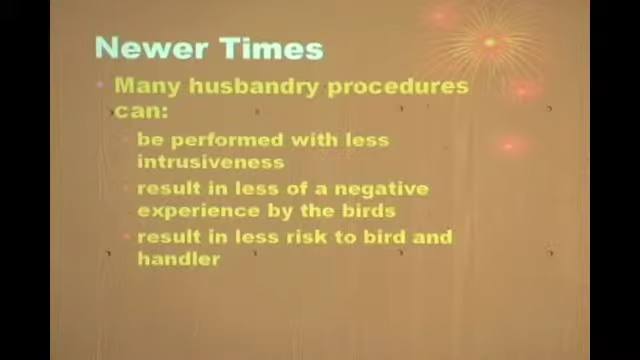 Newer Times
Many husbandry procedures
can:
be performed with less
intrusiveness
result in less of a negative
experience by the birds
result in less risk to bird and
handler